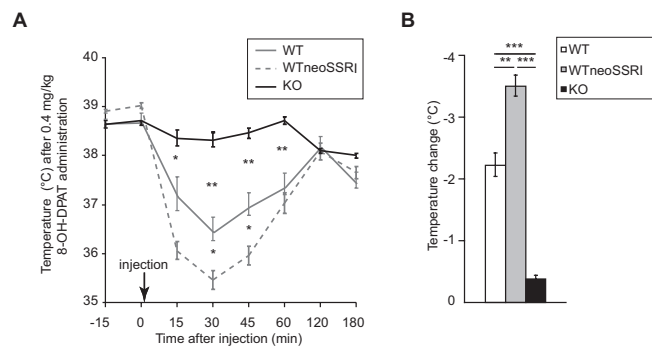 A
Temperature (°C) after 0.4 mg/kg
8-OH-DPAT administration
40
39
38
37
36
35
WT
WTneoSSRI
KO
*
**
**
**
*
*
injection
-15 0 15 30 45 60 120 180
Time after injection (min)
B
Temperature change (°C)
-4
-3
-2
-1
0
***
** ***
WT
WTneoSSRI
KO